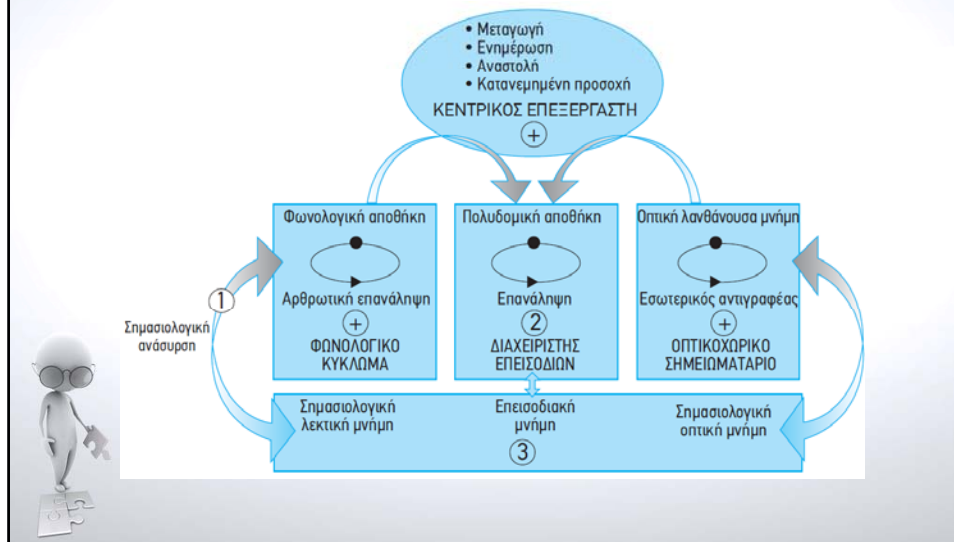 • Μεταγωγή
• Ενημέρωση
• Αναστολή
• Κατανεμημένη προσοχή
ΚΕΝΤΡΙΚΟΣ ΕΠΕΞΕΡΓΑΣΤΗ
+
Φωνολογική αποθήκη
Αρθρωτική επανάληψη
+
ΦΩΝΟΛΟΓΙΚΟ
ΚΥΚΛΩΜΑ
Πολυδομική αποθήκη
Επανάληψη
2
ΔΙΑΧΕΙΡΙΣΤΗΣ
ΕΠΕΙΣΟΔΙΩΝ
Οπτική λανθάνουσα μνήμη
Εσωτερικός αντιγραφέας
+
ΟΠΤΙΚΟΧΩΡΙΚΟ
ΣΗΜΕΙΩΜΑΤΑΡΙΟ
1
Σημασιολογική
ανάσυρση
Σημασιολογική
λεκτική μνήμη
Επεισοδιακή
μνήμη
3
Σημασιολογική
οπτική μνήμη